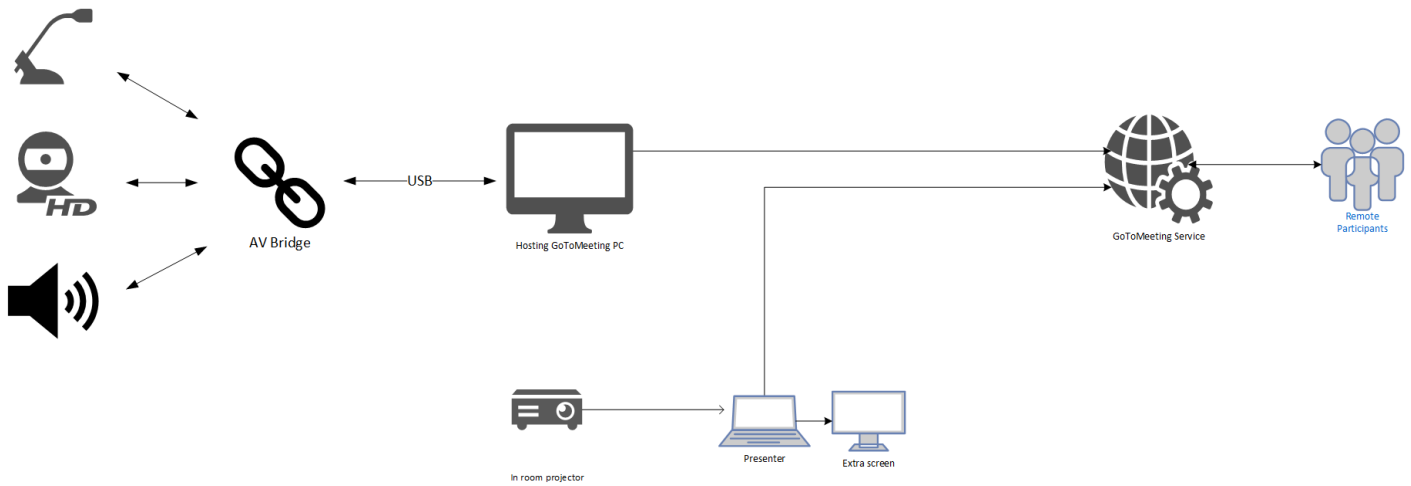 HD
USB
AV Bridge
Hosting GoToMeeting PC
GoToMeeting Service
Remote
Participants
Presenter
Extra screen
In room projector